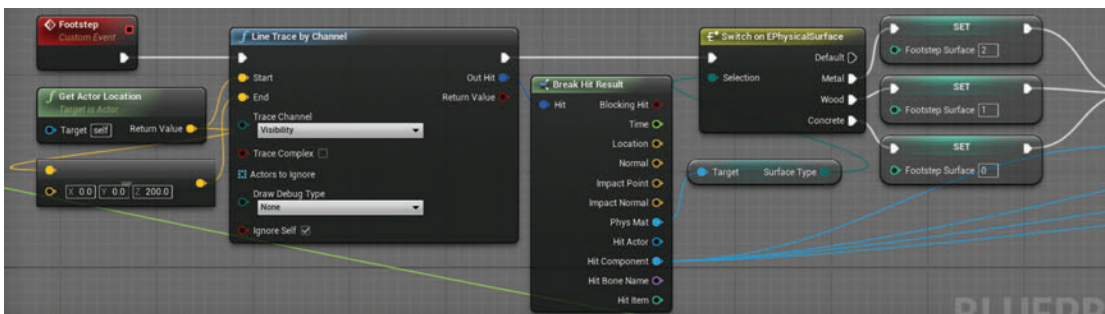 Footstep
Custom Event
Get Actor Location
Target is Actor
Target self Return Value
X 0.0 Y 0.0 Z 200.0
Line Trace by Channel
Start Out Hit
End Return Value
Trace Channel
Visibility
Trace Complex
Actors to Ignore
Draw Debug Type
None
Ignore Self
Break Hit Result
Hit Blocking Hit
Time
Location
Normal
Impact Point
Impact Normal
Phys Mat
Hit Actor
Hit Component
Hit Bone Name
Hit Item
Target Surface Type
Switch on EPhysicalSurface
Default
Selection Metal
Wood
Concrete
SET
Footstep Surface 2
SET
Footstep Surface 1
SET
Footstep Surface 0